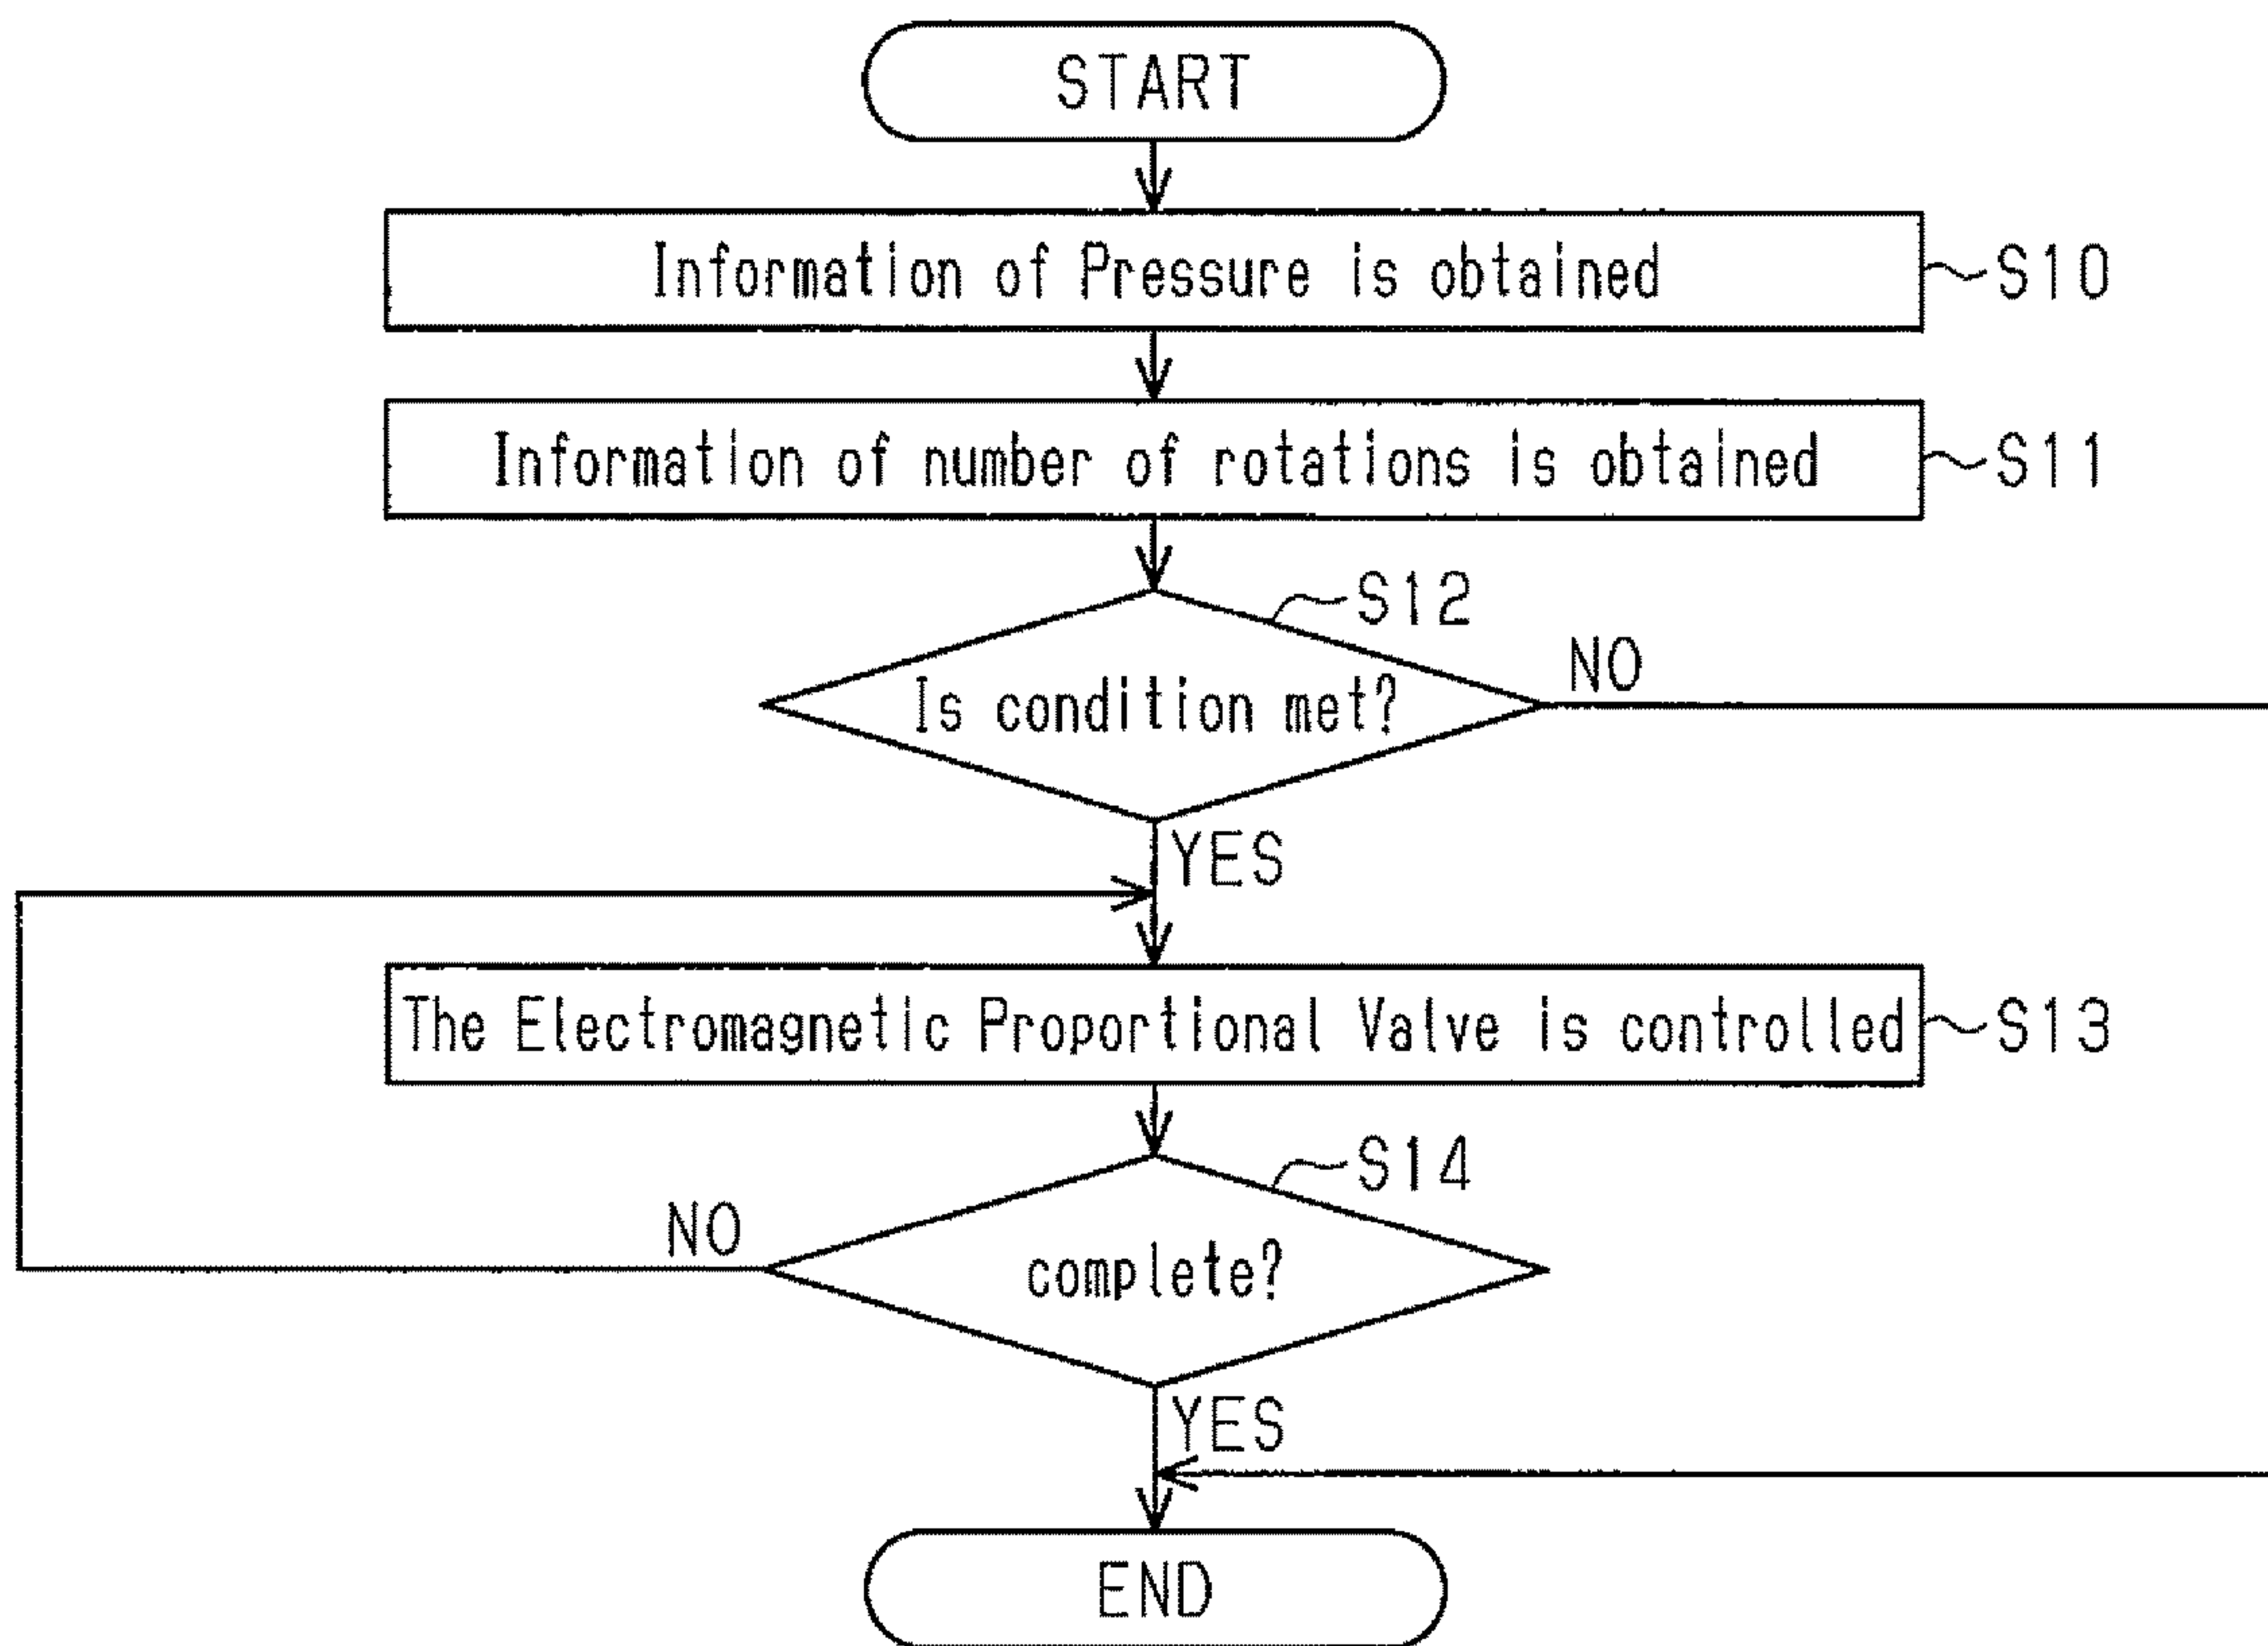 START
Information of Pressure is obtained
S10
Information of number of rotations is obtained
S11
S12
Is condition met?
NO
YES
The Electromagnetic Proportional Valve is controlled
S13
S14
NO
complete?
YES
END